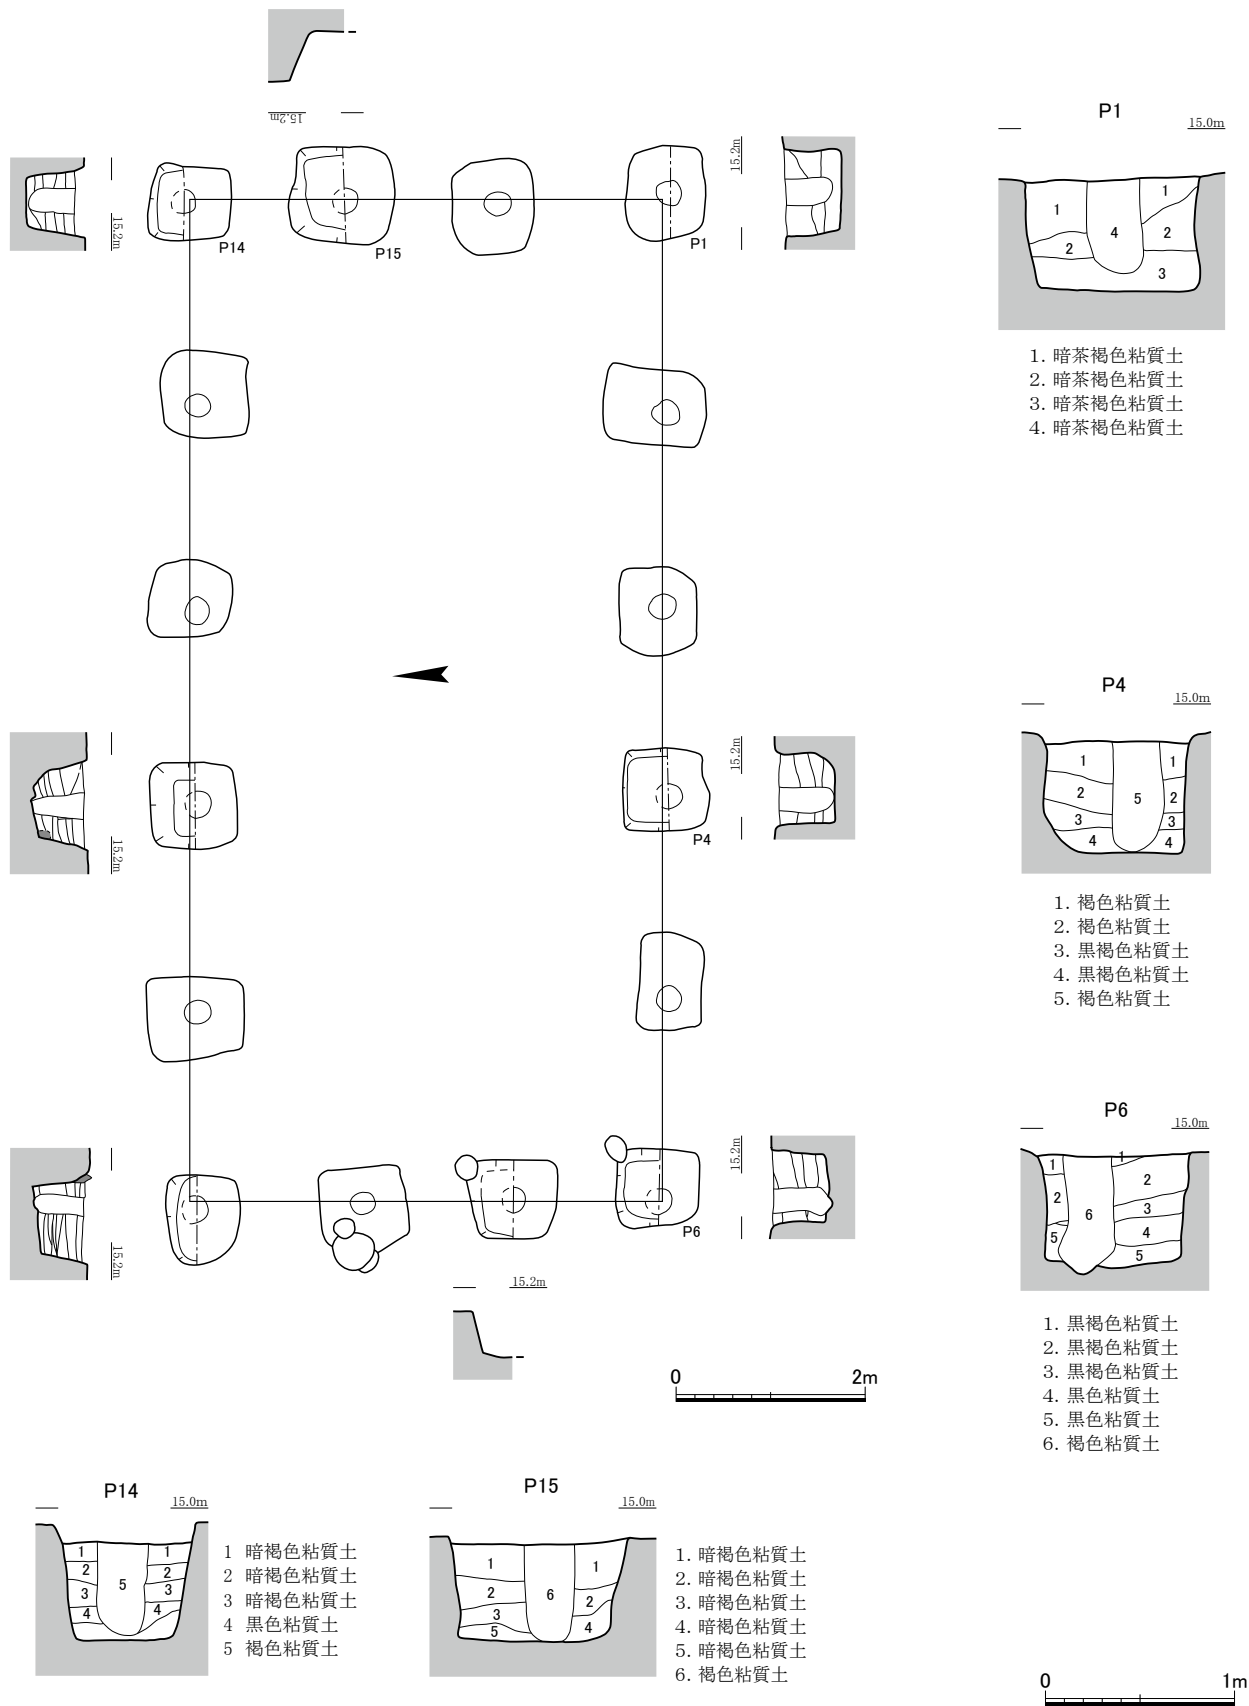 15.2m
15.2m
15.2m
P14
P15
P1
P1
15.0m
1
1
2
4
2
3
1. 暗茶褐色粘質土
2. 暗茶褐色粘質土
3. 暗茶褐色粘質土
4. 暗茶褐色粘質土
15.2m
15.2m
P4
P4
15.0m
1
1
2
5
2
3
3
4
4
1. 褐色粘質土
2. 褐色粘質土
3. 黒褐色粘質土
4. 黒褐色粘質土
5. 褐色粘質土
15.2m
15.2m
P6
15.2m
0
2m
P6
15.0m
1
1
2
2
3
6
4
5
5
1. 黒褐色粘質土
2. 黒褐色粘質土
3. 黒褐色粘質土
4. 黒色粘質土
5. 黒色粘質土
6. 褐色粘質土
P14
15.0m
1
1
2
2
3
5
3
4
4
1 暗褐色粘質土
2 暗褐色粘質土
3 暗褐色粘質土
4 黒色粘質土
5 褐色粘質土
P15
15.0m
1
1
2
6
2
3
4
5
1. 暗褐色粘質土
2. 暗褐色粘質土
3. 暗褐色粘質土
4. 暗褐色粘質土
5. 暗褐色粘質土
6. 褐色粘質土
0
1m